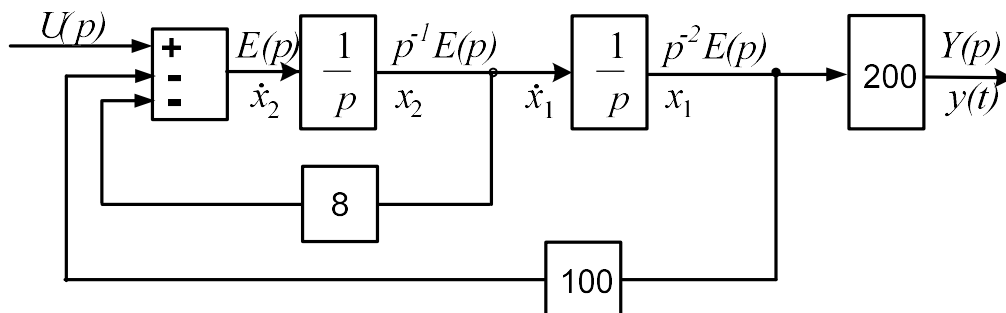 U(p)
+
-
-
E(p)
ẋ₂
1
p
p⁻¹E(p)
x₂
ẋ₁
1
p
p⁻²E(p)
x₁
200
Y(p)
y(t)
8
100